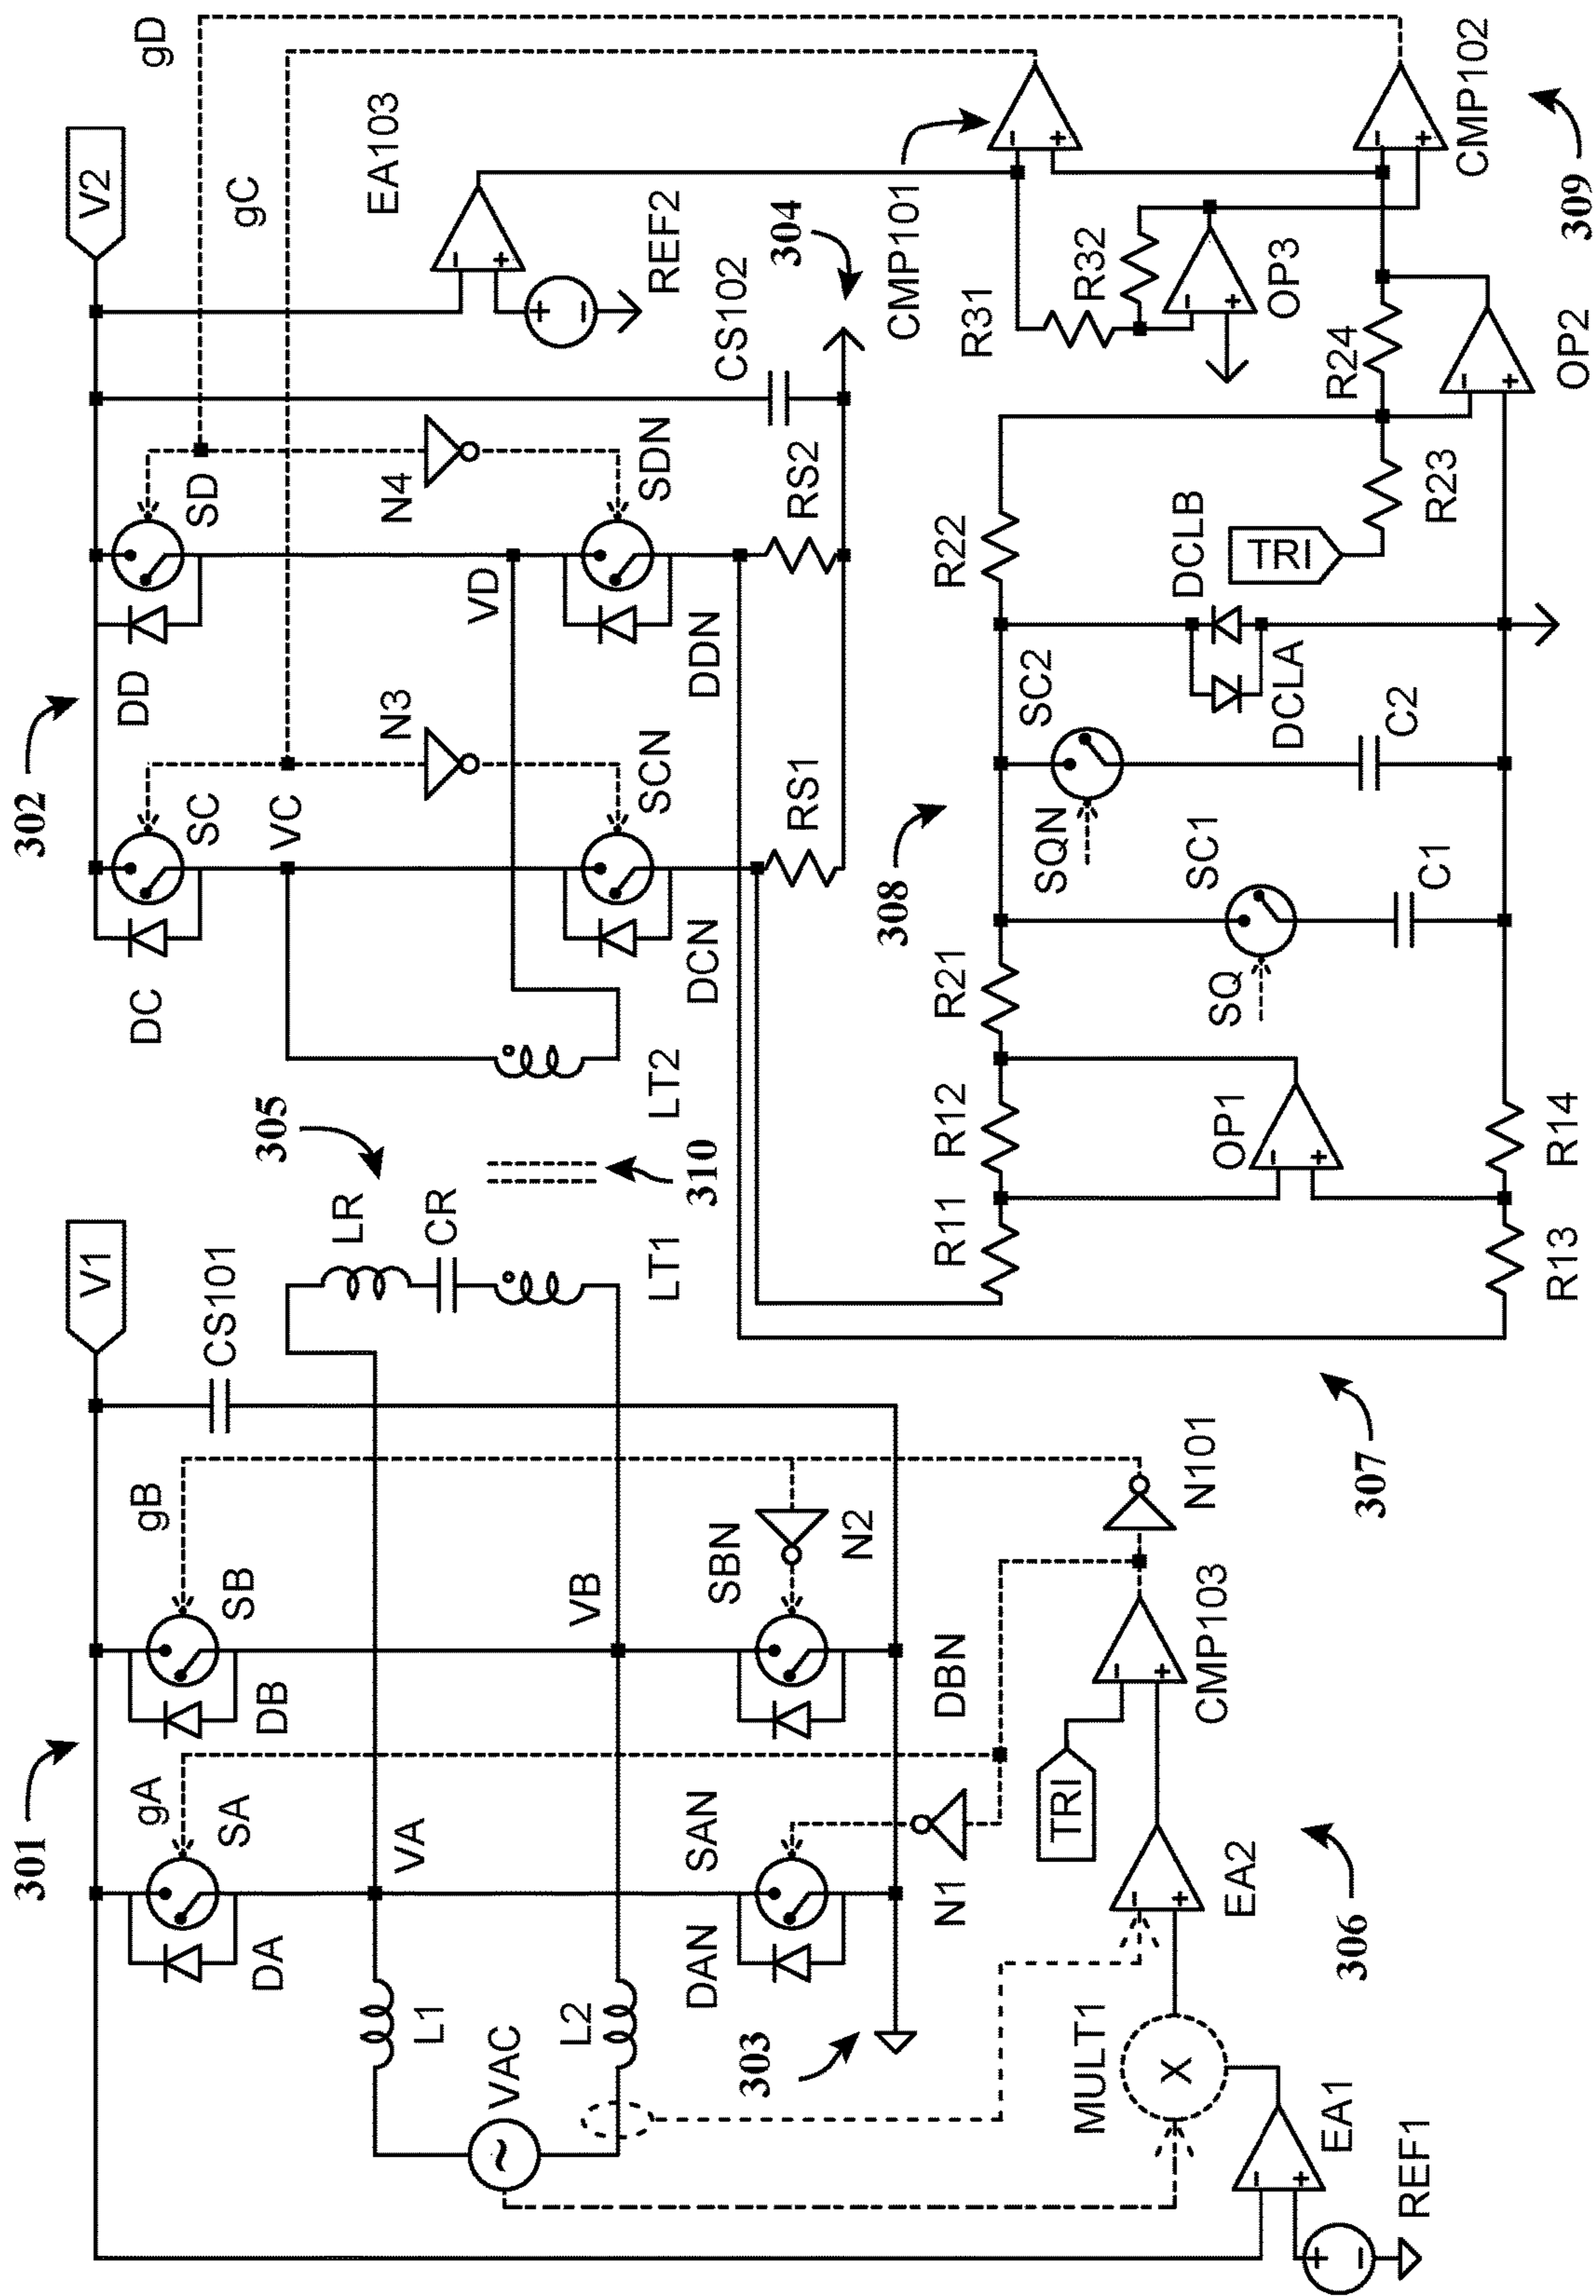 301
V1
gA
gB
SA
SB
DA
DB
CS101
L1
VA
VAC
L2
VB
LR
CR
305
LT1
310
LT2
SAN
SBN
DAN
DBN
N1
N2
303
MULT1
X
TRI
EA2
CMP103
N101
EA1
REF1
306
307
302
V2
gD
gC
DC
SC
DD
SD
VC
VD
N3
N4
EA103
REF2
SCN
SDN
DCN
DDN
RS1
RS2
CS102
304
CMP101
308
R11
R12
R21
R22
R31
R32
SC2
SQN
SC1
SQ
OP1
C1
C2
DCLB
DCLA
TRI
R23
R24
OP3
OP2
R13
R14
CMP102
309